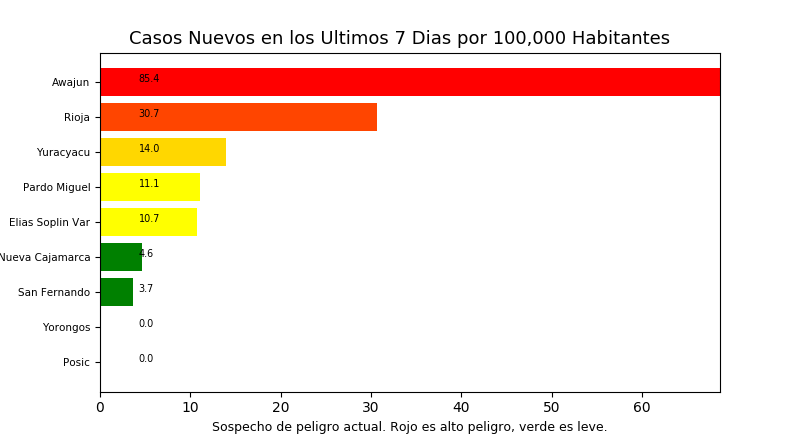 Casos Nuevos en los Ultimos 7 Dias por 100,000 Habitantes
Awajun 85.4
Rioja 30.7
Yuracyacu 14.0
Pardo Miguel 11.1
Elias Soplin Var 10.7
Nueva Cajamarca 4.6
San Fernando 3.7
Yorongos 0.0
Posic 0.0
0 10 20 30 40 50 60
Sospecho de peligro actual. Rojo es alto peligro, verde es leve.